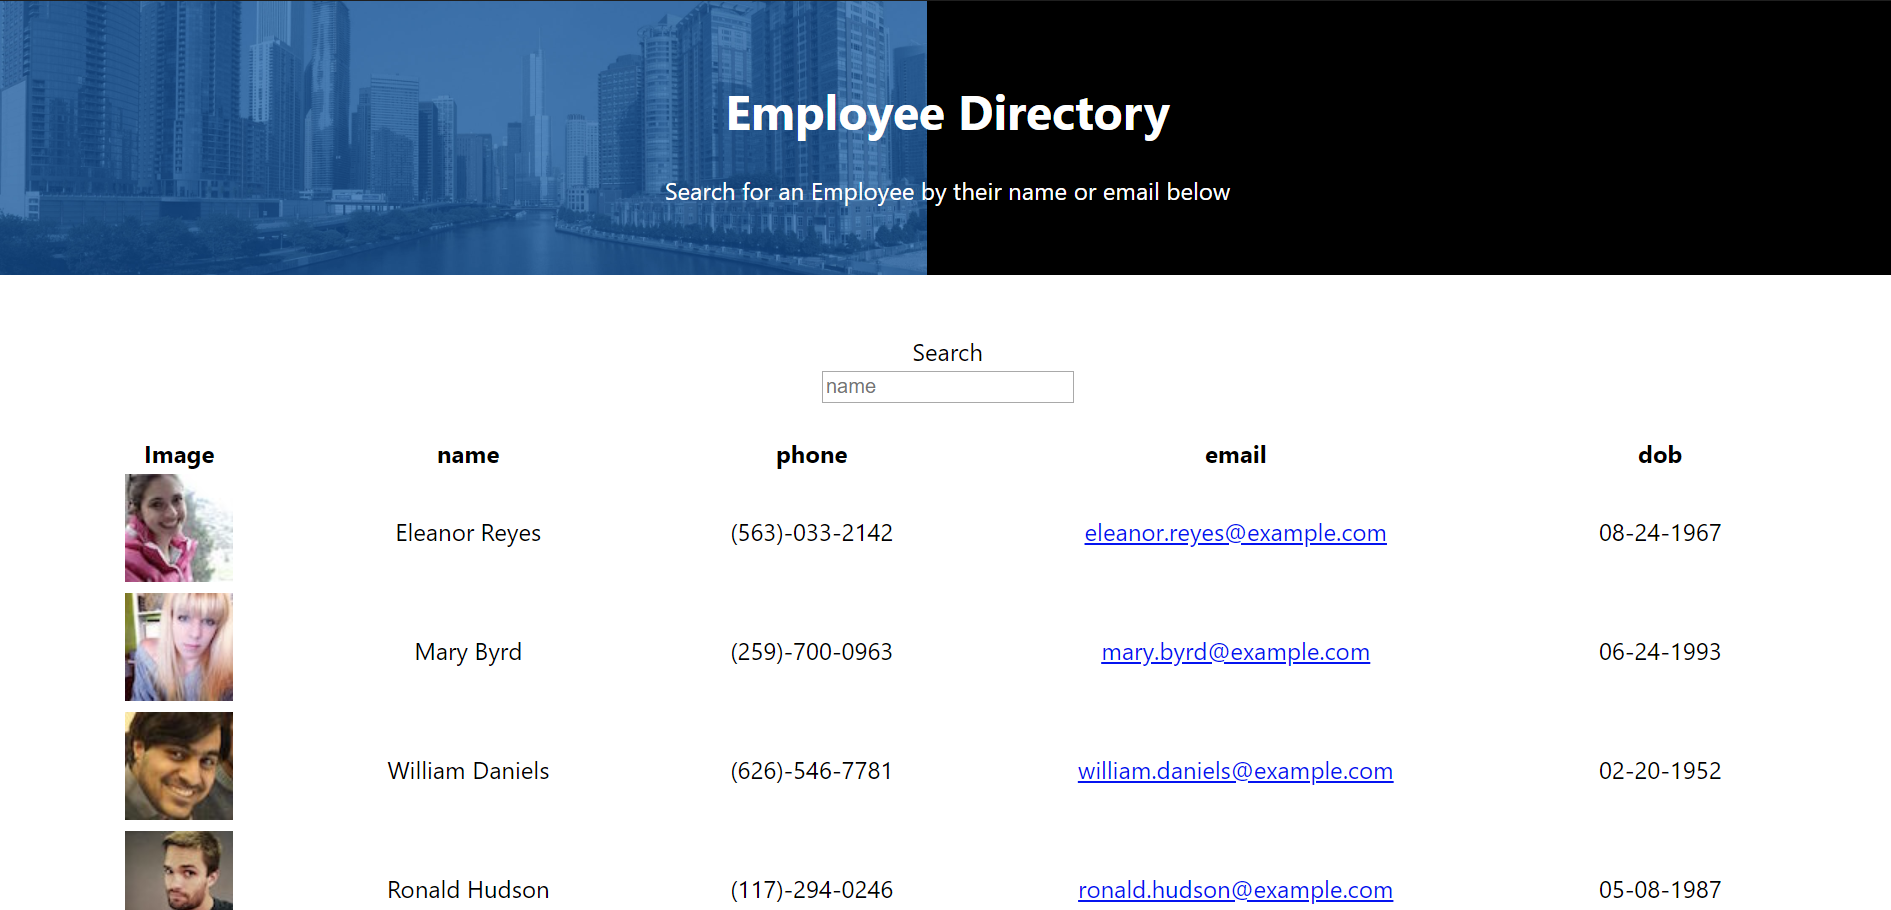 Employee Directory
Search for an Employee by their name or email below
Search
name
Image name phone email dob
Eleanor Reyes (563)-033-2142 eleanor.reyes@example.com 08-24-1967
Mary Byrd (259)-700-0963 mary.byrd@example.com 06-24-1993
William Daniels (626)-546-7781 william.daniels@example.com 02-20-1952
Ronald Hudson (117)-294-0246 ronald.hudson@example.com 05-08-1987